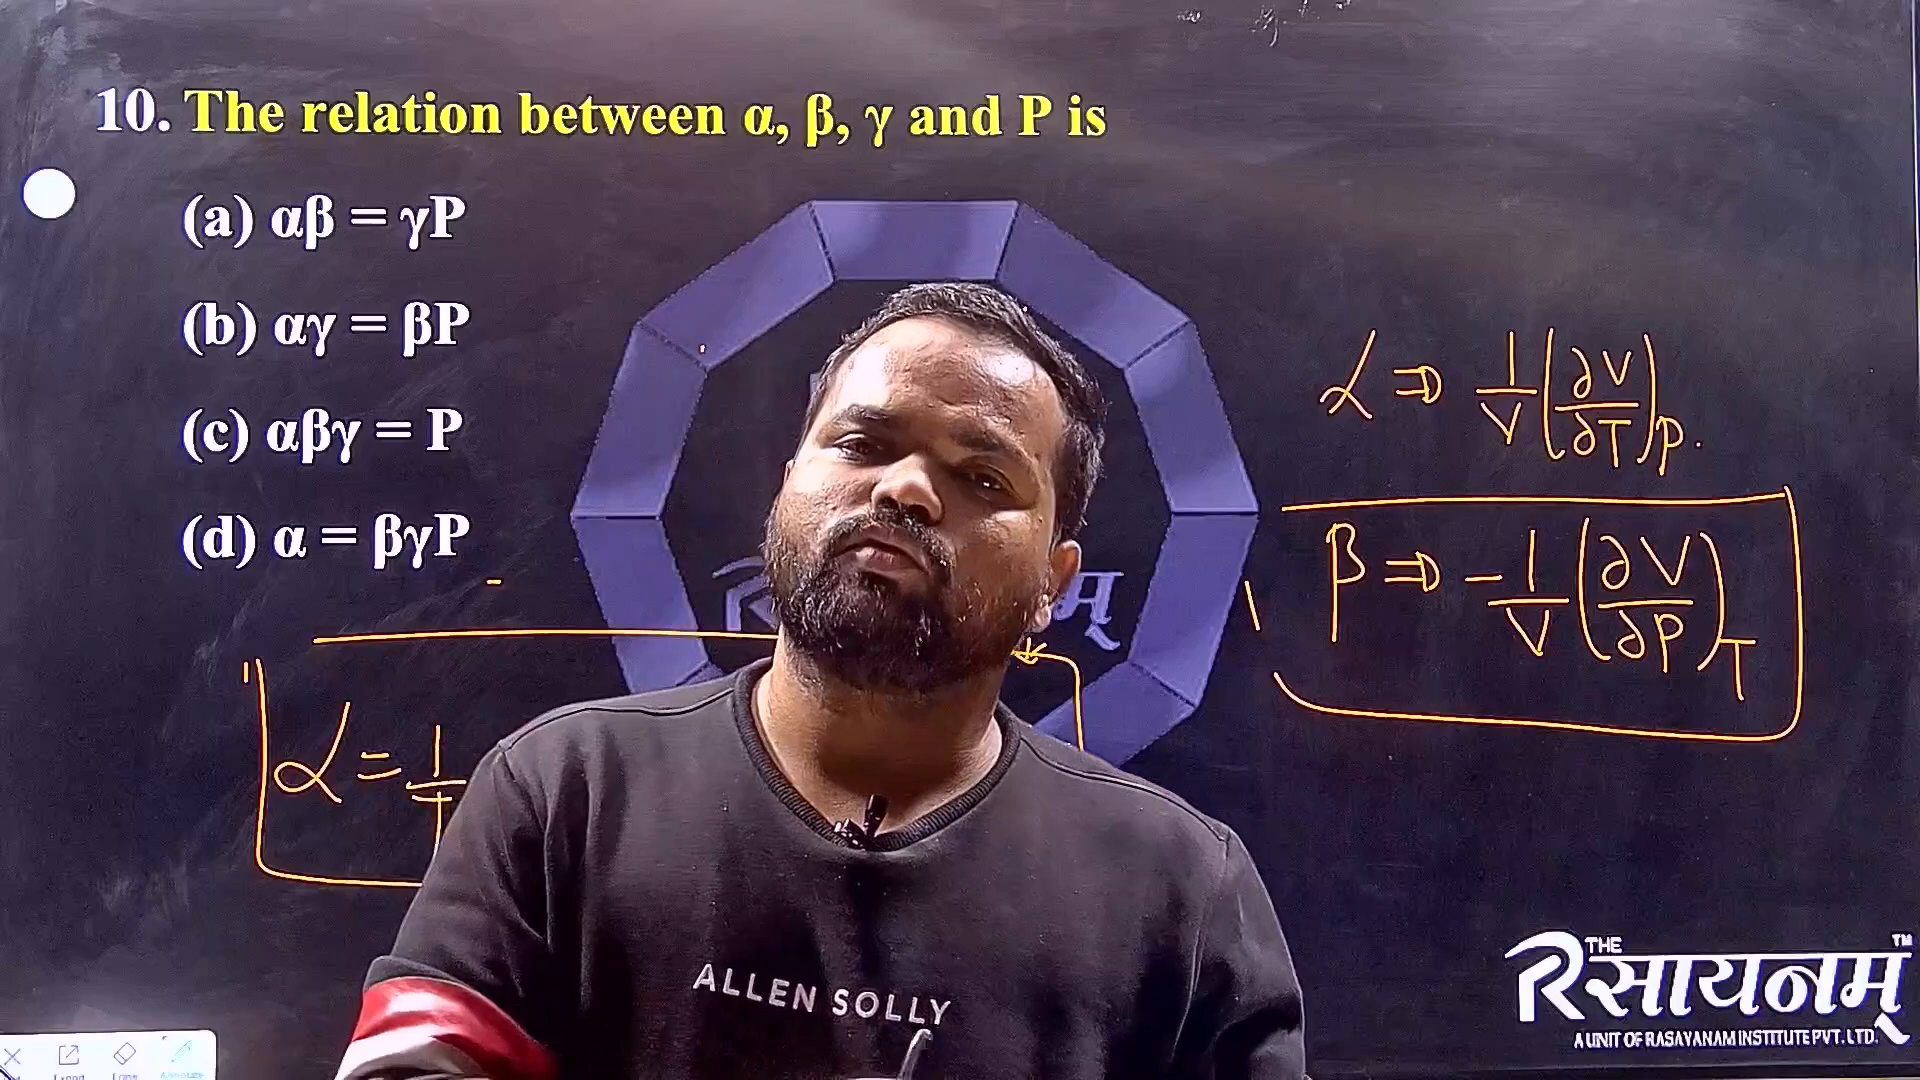 10. The relation between α, β, γ and P is
(a) αβ = γP
(b) αγ = βP
(c) αβγ = P
(d) α = βγP
α ⇒ 1/V (∂V/∂T)P.
β ⇒ -1/V (∂V/∂P)T
α = 1/T
ALLEN SOLLY
THE रसायनम् TM
A UNIT OF RASAYANAM INSTITUTE PVT. LTD.